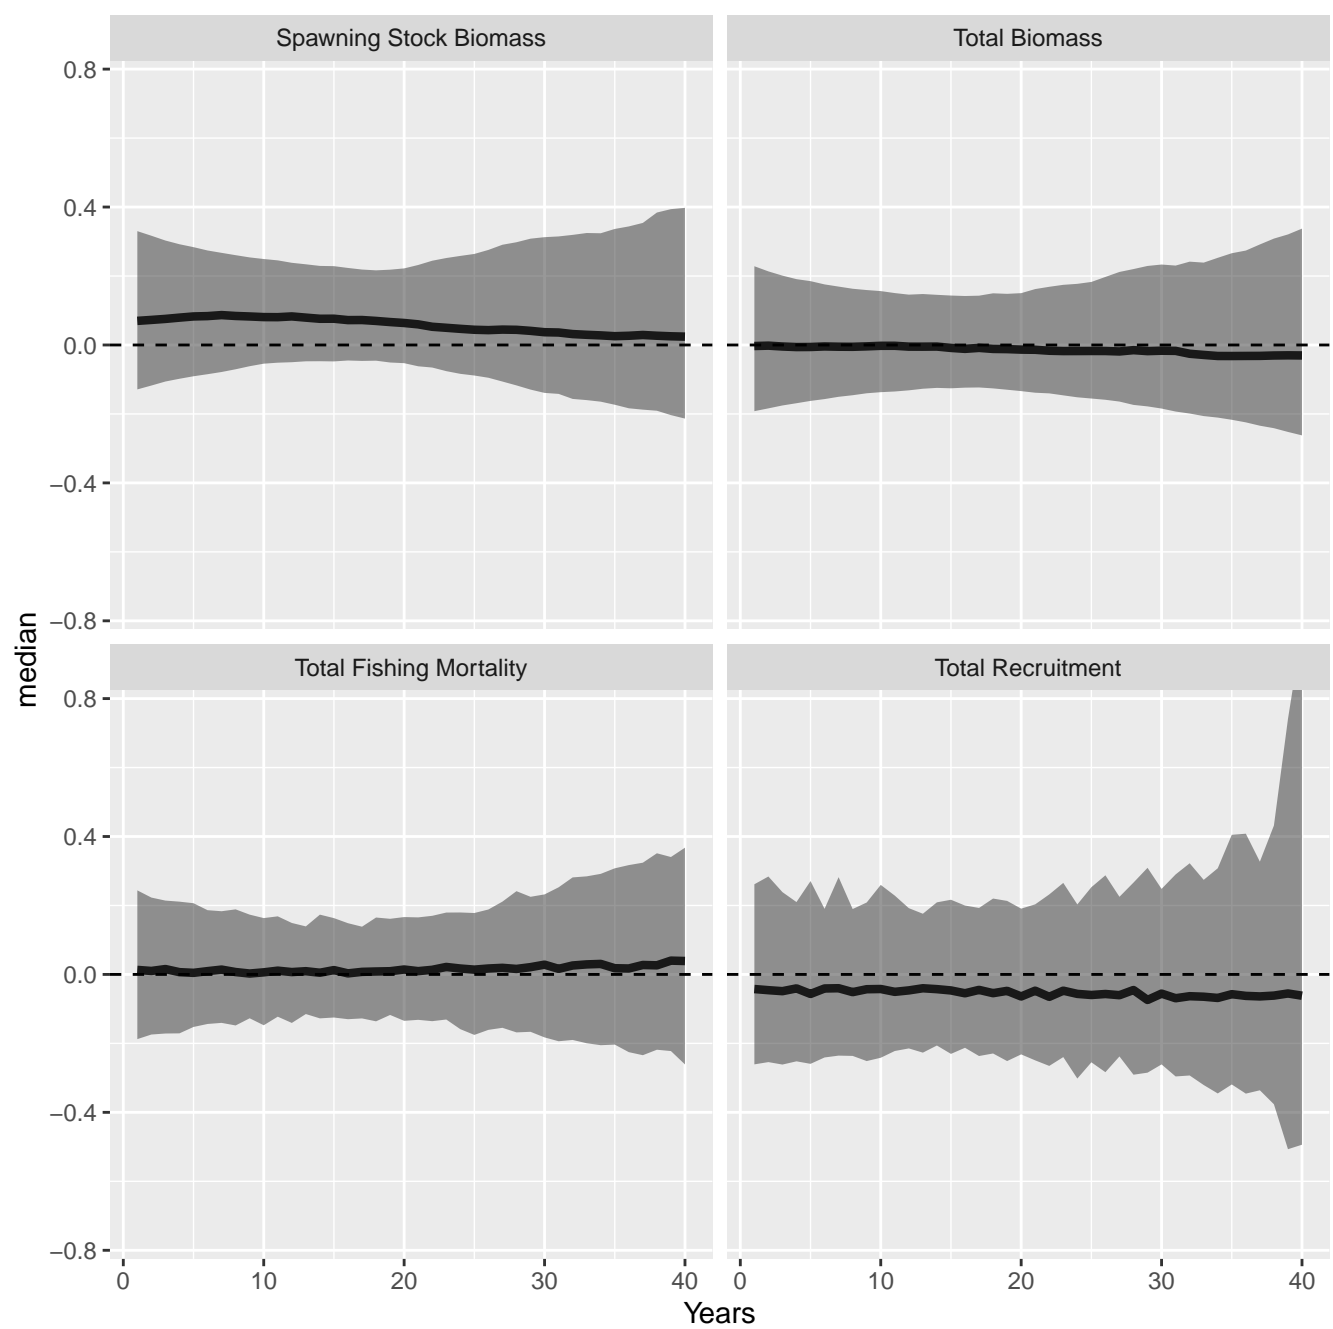 Spawning Stock Biomass
Total Biomass
0.8
0.4
0.0
−0.4
−0.8
median
Total Fishing Mortality
Total Recruitment
0.8
0.4
0.0
−0.4
−0.8
0 10 20 30 40
0 10 20 30 40
Years